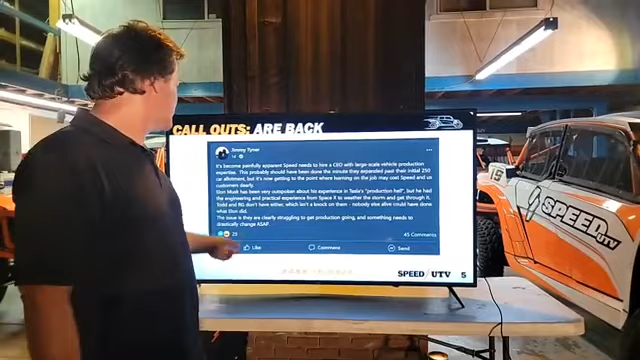 CALL OUTS: ARE BACK
Jimmy Tyner
It's become painfully apparent Speed needs to hire a CEO with large-scale vehicle production
expertise. This probably should have been done the minute they expanded past their initial 250
car allotment, but it's now getting to the point where learning on the job may cost Speed and us
customers dearly.
Elon Musk has been very outspoken about his experience in Tesla's "production hell", but he had
the engineering and practical experience from Space X to weather the storm and get through it.
Todd and RG don't have either, which isn't a knock on them - nobody else alive could have done
what Elon did.
The issue is they are clearly struggling to get production going, and something needs to
drastically change ASAP.
45 Comments
Like
Comment
Send
SPEED UTV 5
15
SPEED UTV